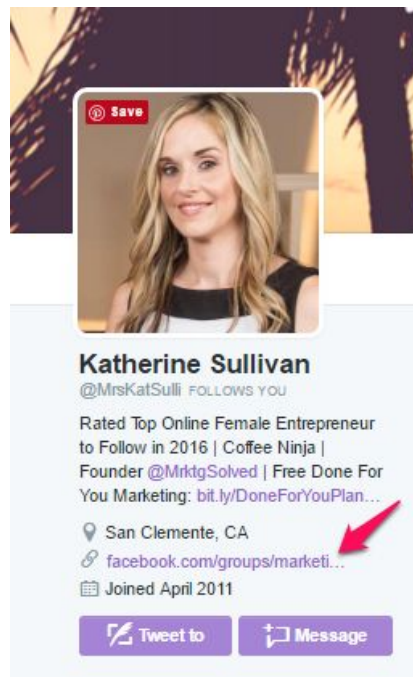 Save
Katherine Sullivan
@MrsKatSulli FOLLOWS YOU
Rated Top Online Female Entrepreneur
to Follow in 2016 | Coffee Ninja |
Founder @MrktgSolved | Free Done For
You Marketing: bit.ly/DoneForYouPlan…
San Clemente, CA
facebook.com/groups/marketi…
Joined April 2011
Tweet to
Message